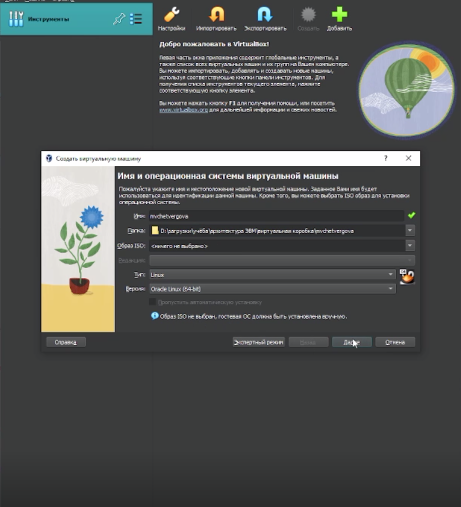 Инструменты
Настройки Импортировать Экспортировать Создать Добавить
Добро пожаловать в VirtualBox!
Левая часть окна приложения содержит глобальные инструменты, а
также список всех виртуальных машин и их групп на Вашем компьютере.
Вы можете импортировать, добавлять и создавать новые машины,
используя соответствующие кнопки панели инструментов. Для
получения списка инструментов текущего элемента, нажмите
соответствующую кнопку элемента.
Вы можете нажать кнопку F1 для получения помощи, или посетить
www.virtualbox.org для дальнейшей информации и свежих новостей.
Создать виртуальную машину
? ×
Имя и операционная система виртуальной машины
Пожалуйста укажите имя и местоположение новой виртуальной машины. Заданное Вами имя будет
использоваться для идентификации данной машины. Кроме того, Вы можете выбрать ISO образ для установки
операционной системы.
Имя: mvchetvergova
Папка: D:\загрузки\учёба\архитектура ЭВМ\виртуальная коробка\mvchetvergova
Образ ISO: <ничего не выбрано>
Редакция:
Тип: Linux
64
Версия: Oracle Linux (64-bit)
Пропустить автоматическую установку
Образ ISO не выбран, гостевая ОС должна быть установлена вручную.
Справка Экспертный режим Назад Далее Отмена